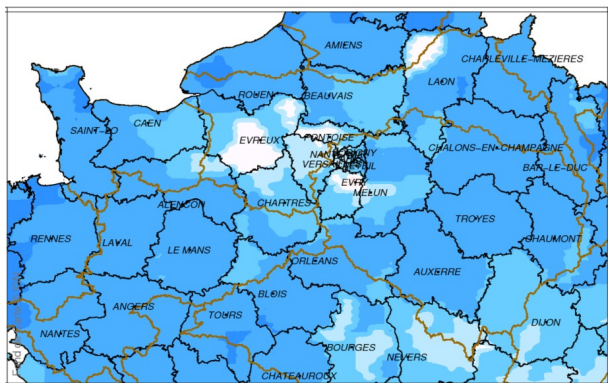 AMIENS
CHARLEVILLE-MEZIERES
LAON
ROUEN
BEAUVAIS
SAINT-LO
CAEN
EVREUX
PONTOISE
CHALONS-EN-CHAMPAGNE
BAR-LE-DUC
EVRY
MELUN
ALENCON
CHARTRES
TROYES
RENNES
LAVAL
LE MANS
CHAUMONT
ORLEANS
AUXERRE
BLOIS
ANGERS
TOURS
DIJON
NANTES
BOURGES
NEVERS
CHATEAUROUX